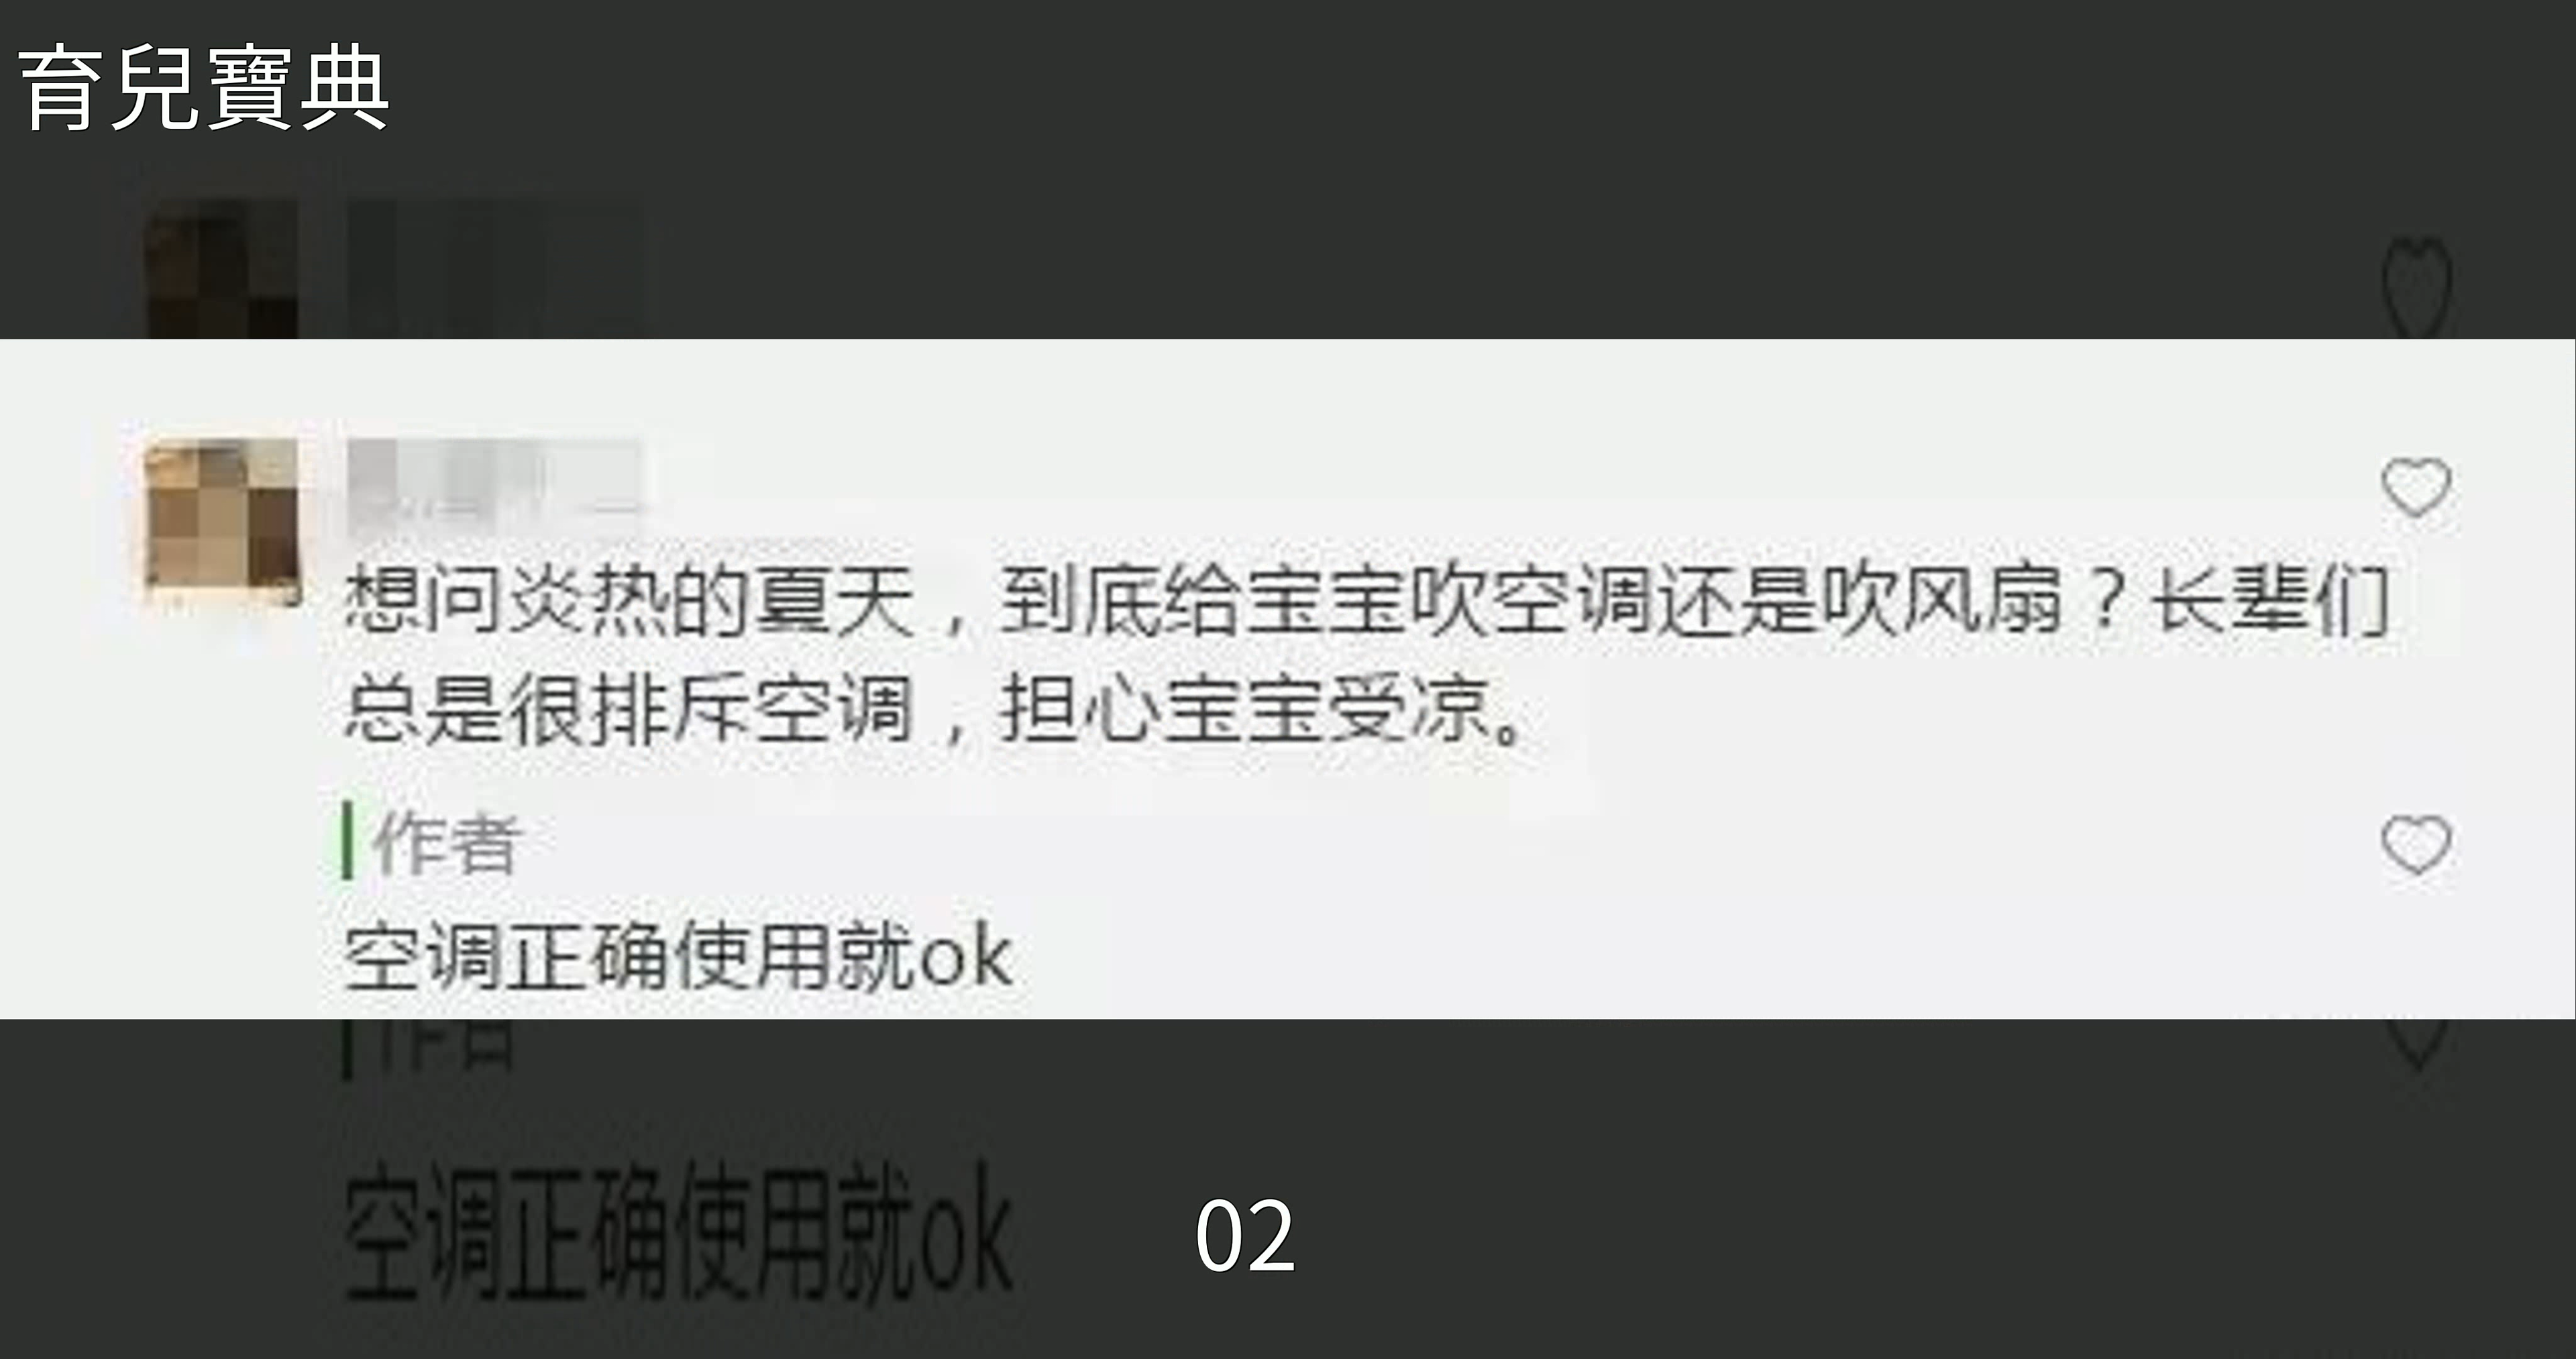 育兒寶典
想问炎热的夏天，到底给宝宝吹空调还是吹风扇？长辈们
总是很排斥空调，担心宝宝受凉。
作者
空调正确使用就ok
作者
空调正确使用就ok
02